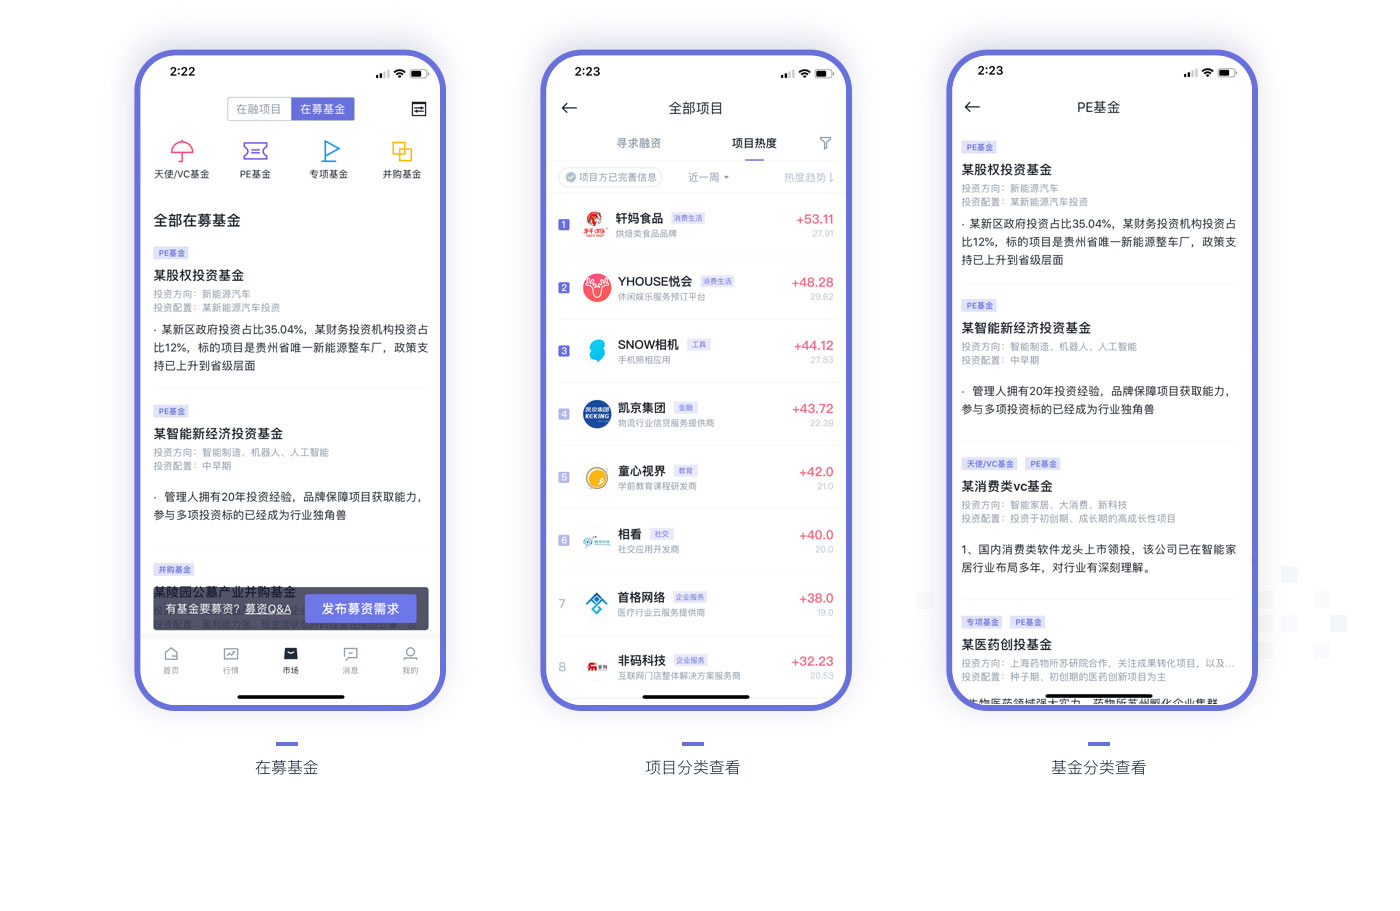 2:22
在融项目 在募基金
天使/VC基金 PE基金 专项基金 并购基金
全部在募基金
PE基金
某股权投资基金
投资方向：新能源汽车
投资配置：某新能源汽车投资
· 某新区政府投资占比35.04%，某财务投资机构投资占
比12%，标的项目是贵州省唯一新能源整车厂，政策支
持已上升到省级层面
PE基金
某智能新经济投资基金
投资方向：智能制造、机器人、人工智能
投资配置：中早期
· 管理人拥有20年投资经验，品牌保障项目获取能力，
参与多项投资标的已经成为行业独角兽
并购基金
某陵园公墓产业并购基金
有基金要募资？募资Q&A 发布募资需求
首页 行情 市场 消息 我的
在募基金
2:23
全部项目
寻求融资 项目热度
项目方已完善信息 近一周 热度趋势
1 轩妈食品 消费生活 +53.11
烘焙类食品品牌 27.91
2 YHOUSE悦会 消费生活 +48.28
休闲娱乐服务预订平台 29.62
3 SNOW相机 工具 +44.12
手机照相应用 27.83
4 凯京集团 KEKING 凯京集团 金融 +43.72
物流行业信贷服务提供商 22.39
5 童心视界 教育 +42.0
学前教育课程研发商 21.0
6 相看 社交 +40.0
社交应用开发商 20.0
7 首格网络 企业服务 +38.0
医疗行业云服务提供商 19.0
8 非码科技 企业服务 +32.23
互联网门店整体解决方案服务商 20.53
项目分类查看
2:23
PE基金
PE基金
某股权投资基金
投资方向：新能源汽车
投资配置：某新能源汽车投资
· 某新区政府投资占比35.04%，某财务投资机构投资占
比12%，标的项目是贵州省唯一新能源整车厂，政策支
持已上升到省级层面
PE基金
某智能新经济投资基金
投资方向：智能制造、机器人、人工智能
投资配置：中早期
· 管理人拥有20年投资经验，品牌保障项目获取能力，
参与多项投资标的已经成为行业独角兽
天使/VC基金 PE基金
某消费类vc基金
投资方向：智能家居、大消费、新科技
投资配置：投资于初创期、成长期的高成长性项目
1、国内消费类软件龙头上市领投，该公司已在智能家
居行业布局多年，对行业有深刻理解。
专项基金 PE基金
某医药创投基金
投资方向：上海药物所苏研院合作，关注成果转化项目，以及...
投资配置：种子期、初创期的医药创新项目为主
生物医药领域强大实力，药物所苏州孵化企业集群
基金分类查看